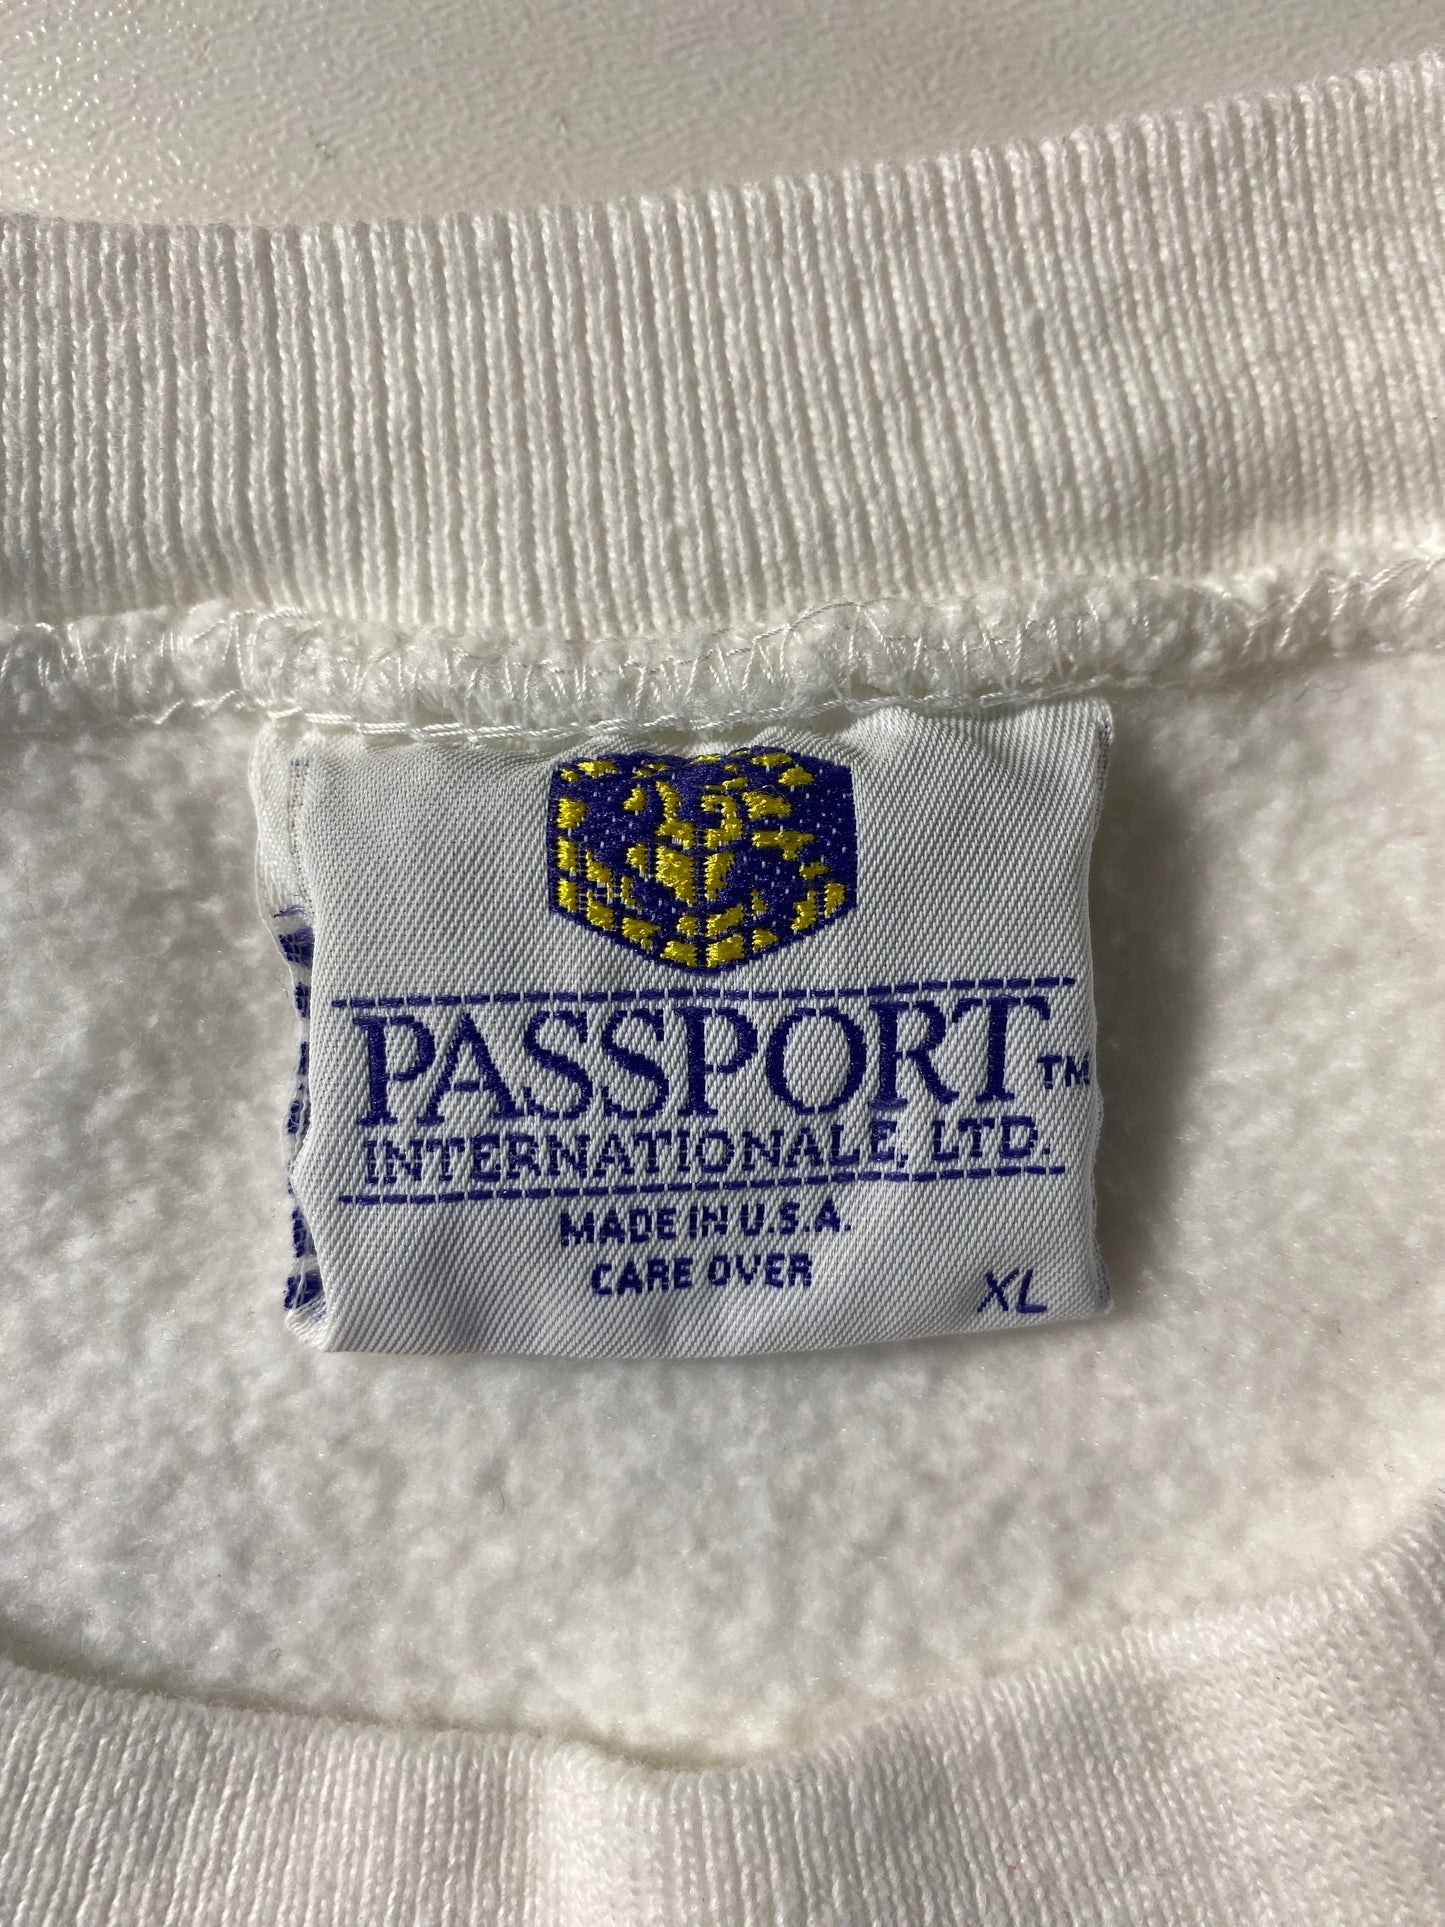 PASSPORT™
INTERNATIONALE, LTD.
MADE IN U.S.A.
CARE OVER
XL